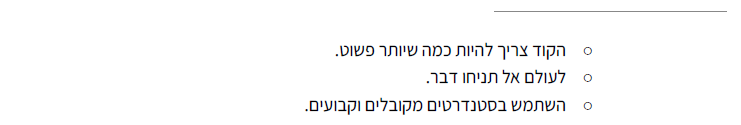 הקוד צריך להיות כמה שיותר פשוט.
לעולם אל תניחו דבר.
השתמש בסטנדרטים מקובלים וקבועים.